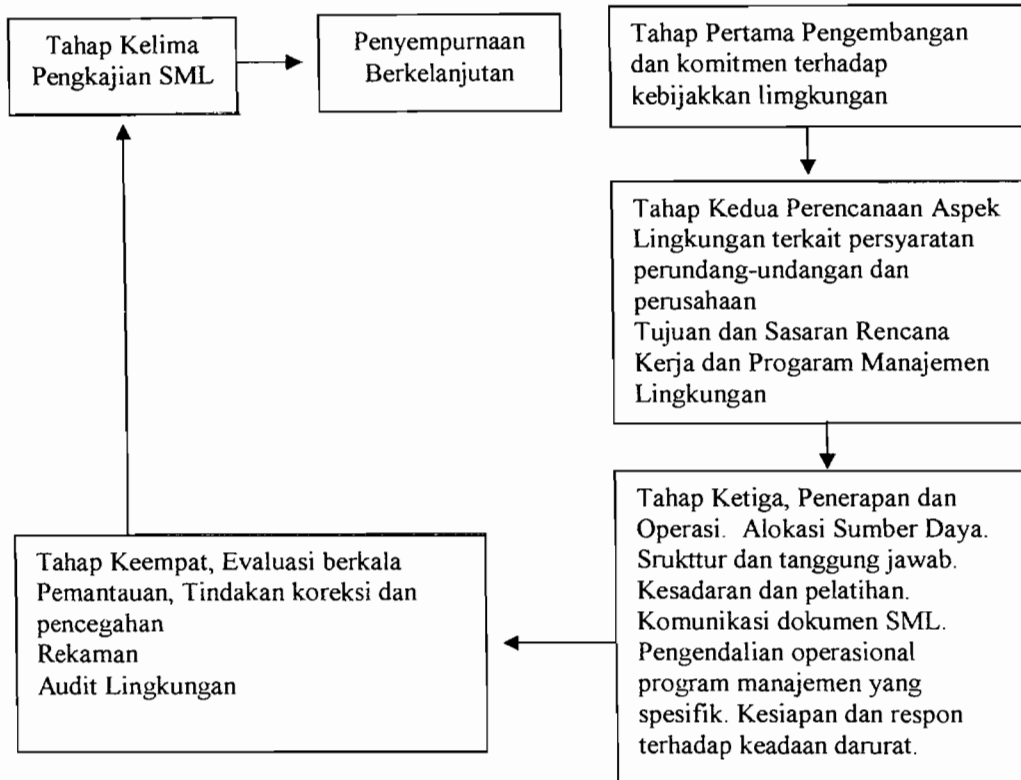 Tahap Kelima
Pengkajian SML
Penyempurnaan
Berkelanjutan
Tahap Pertama Pengembangan
dan komitmen terhadap
kebijakkan limgkungan
Tahap Kedua Perencanaan Aspek
Lingkungan terkait persyaratan
perundang-undangan dan
perusahaan
Tujuan dan Sasaran Rencana
Kerja dan Progaram Manajemen
Lingkungan
Tahap Ketiga, Penerapan dan
Operasi. Alokasi Sumber Daya.
Srukttur dan tanggung jawab.
Kesadaran dan pelatihan.
Komunikasi dokumen SML.
Pengendalian operasional
program manajemen yang
spesifik. Kesiapan dan respon
terhadap keadaan darurat.
Tahap Keempat, Evaluasi berkala
Pemantauan, Tindakan koreksi dan
pencegahan
Rekaman
Audit Lingkungan